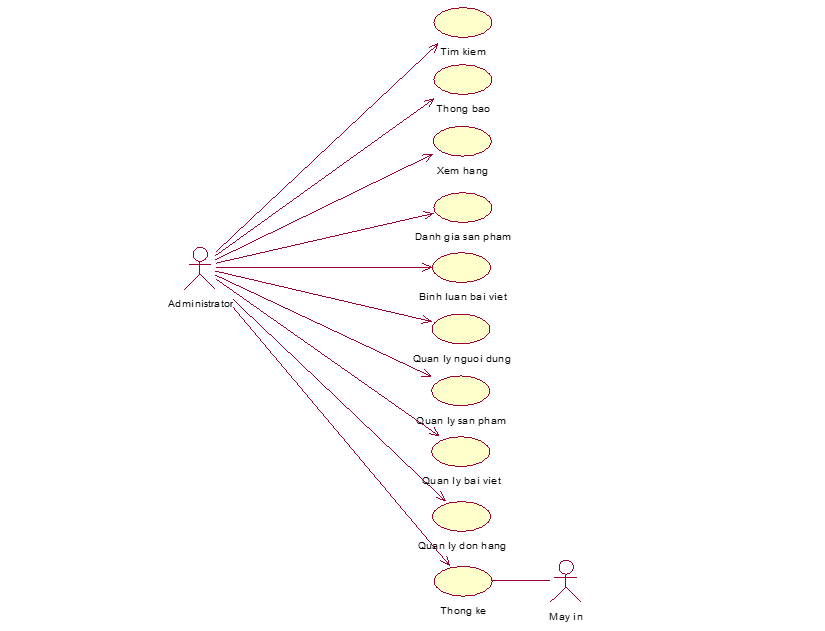 Tim kiem
Thong bao
Xem hang
Danh gia san pham
Binh luan bai viet
Administrator
Quan ly nguoi dung
Quan ly san pham
Quan ly bai viet
Quan ly don hang
Thong ke
May in